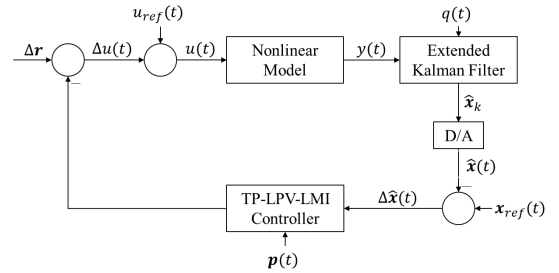 u_ref(t)
q(t)
Δr
Δu(t)
u(t)
Nonlinear
Model
y(t)
Extended
Kalman Filter
−
x̂_k
D/A
x̂(t)
−
TP-LPV-LMI
Controller
Δx̂(t)
x_ref(t)
p(t)